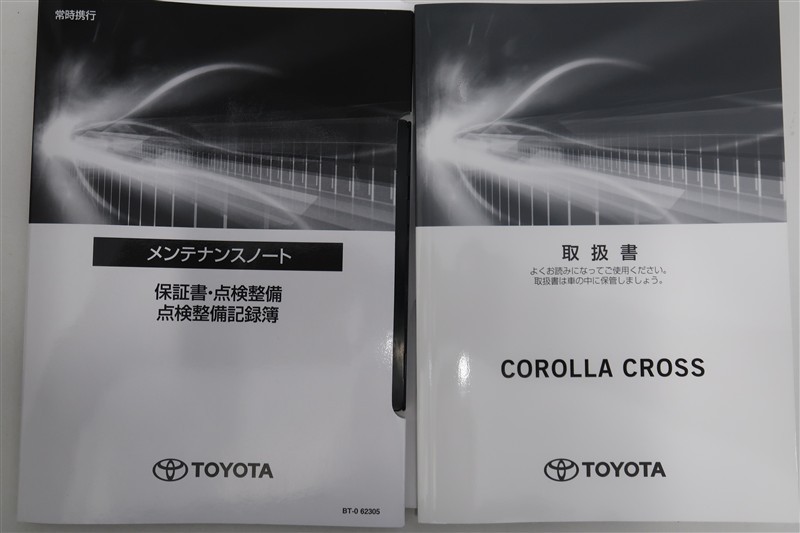 常時携行
メンテナンスノート
保証書・点検整備
点検整備記録簿
TOYOTA
BT-0 62305
取扱書
よくお読みになってご使用ください。
取扱書は車の中に保管しましょう。
COROLLA CROSS
TOYOTA